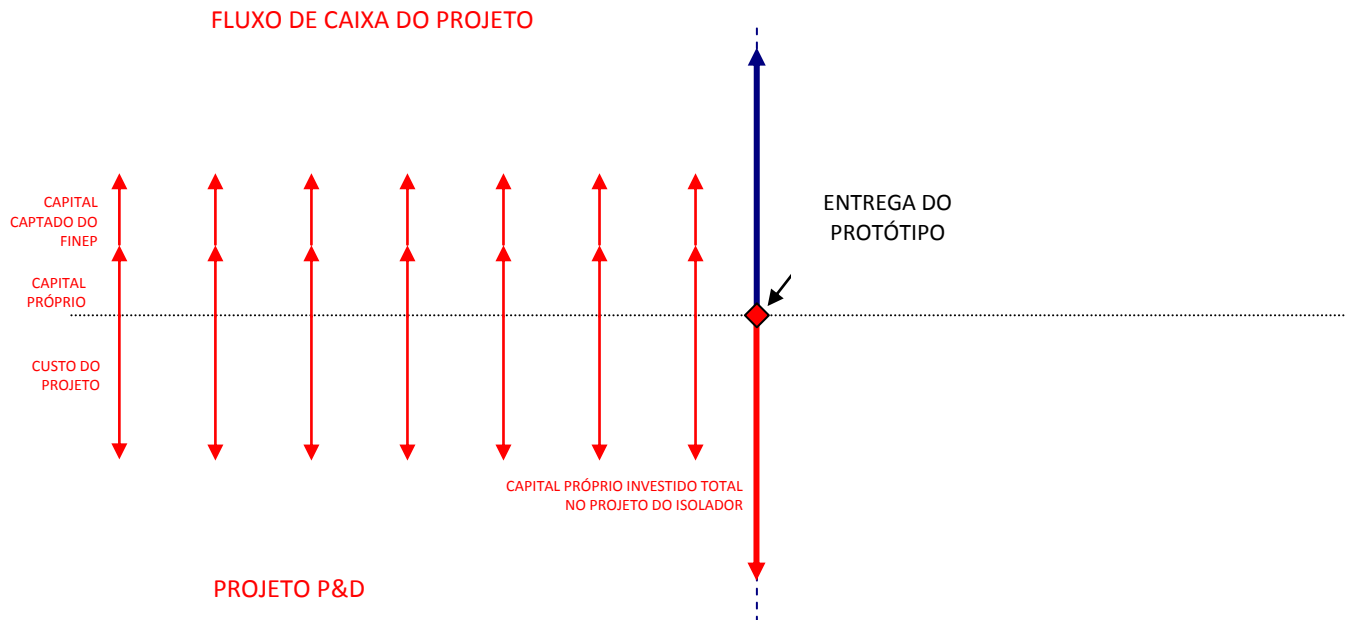 FLUXO DE CAIXA DO PROJETO
CAPITAL
CAPTADO DO
FINEP
ENTREGA DO
PROTÓTIPO
CAPITAL
PRÓPRIO
CUSTO DO
PROJETO
CAPITAL PRÓPRIO INVESTIDO TOTAL
NO PROJETO DO ISOLADOR
PROJETO P&D